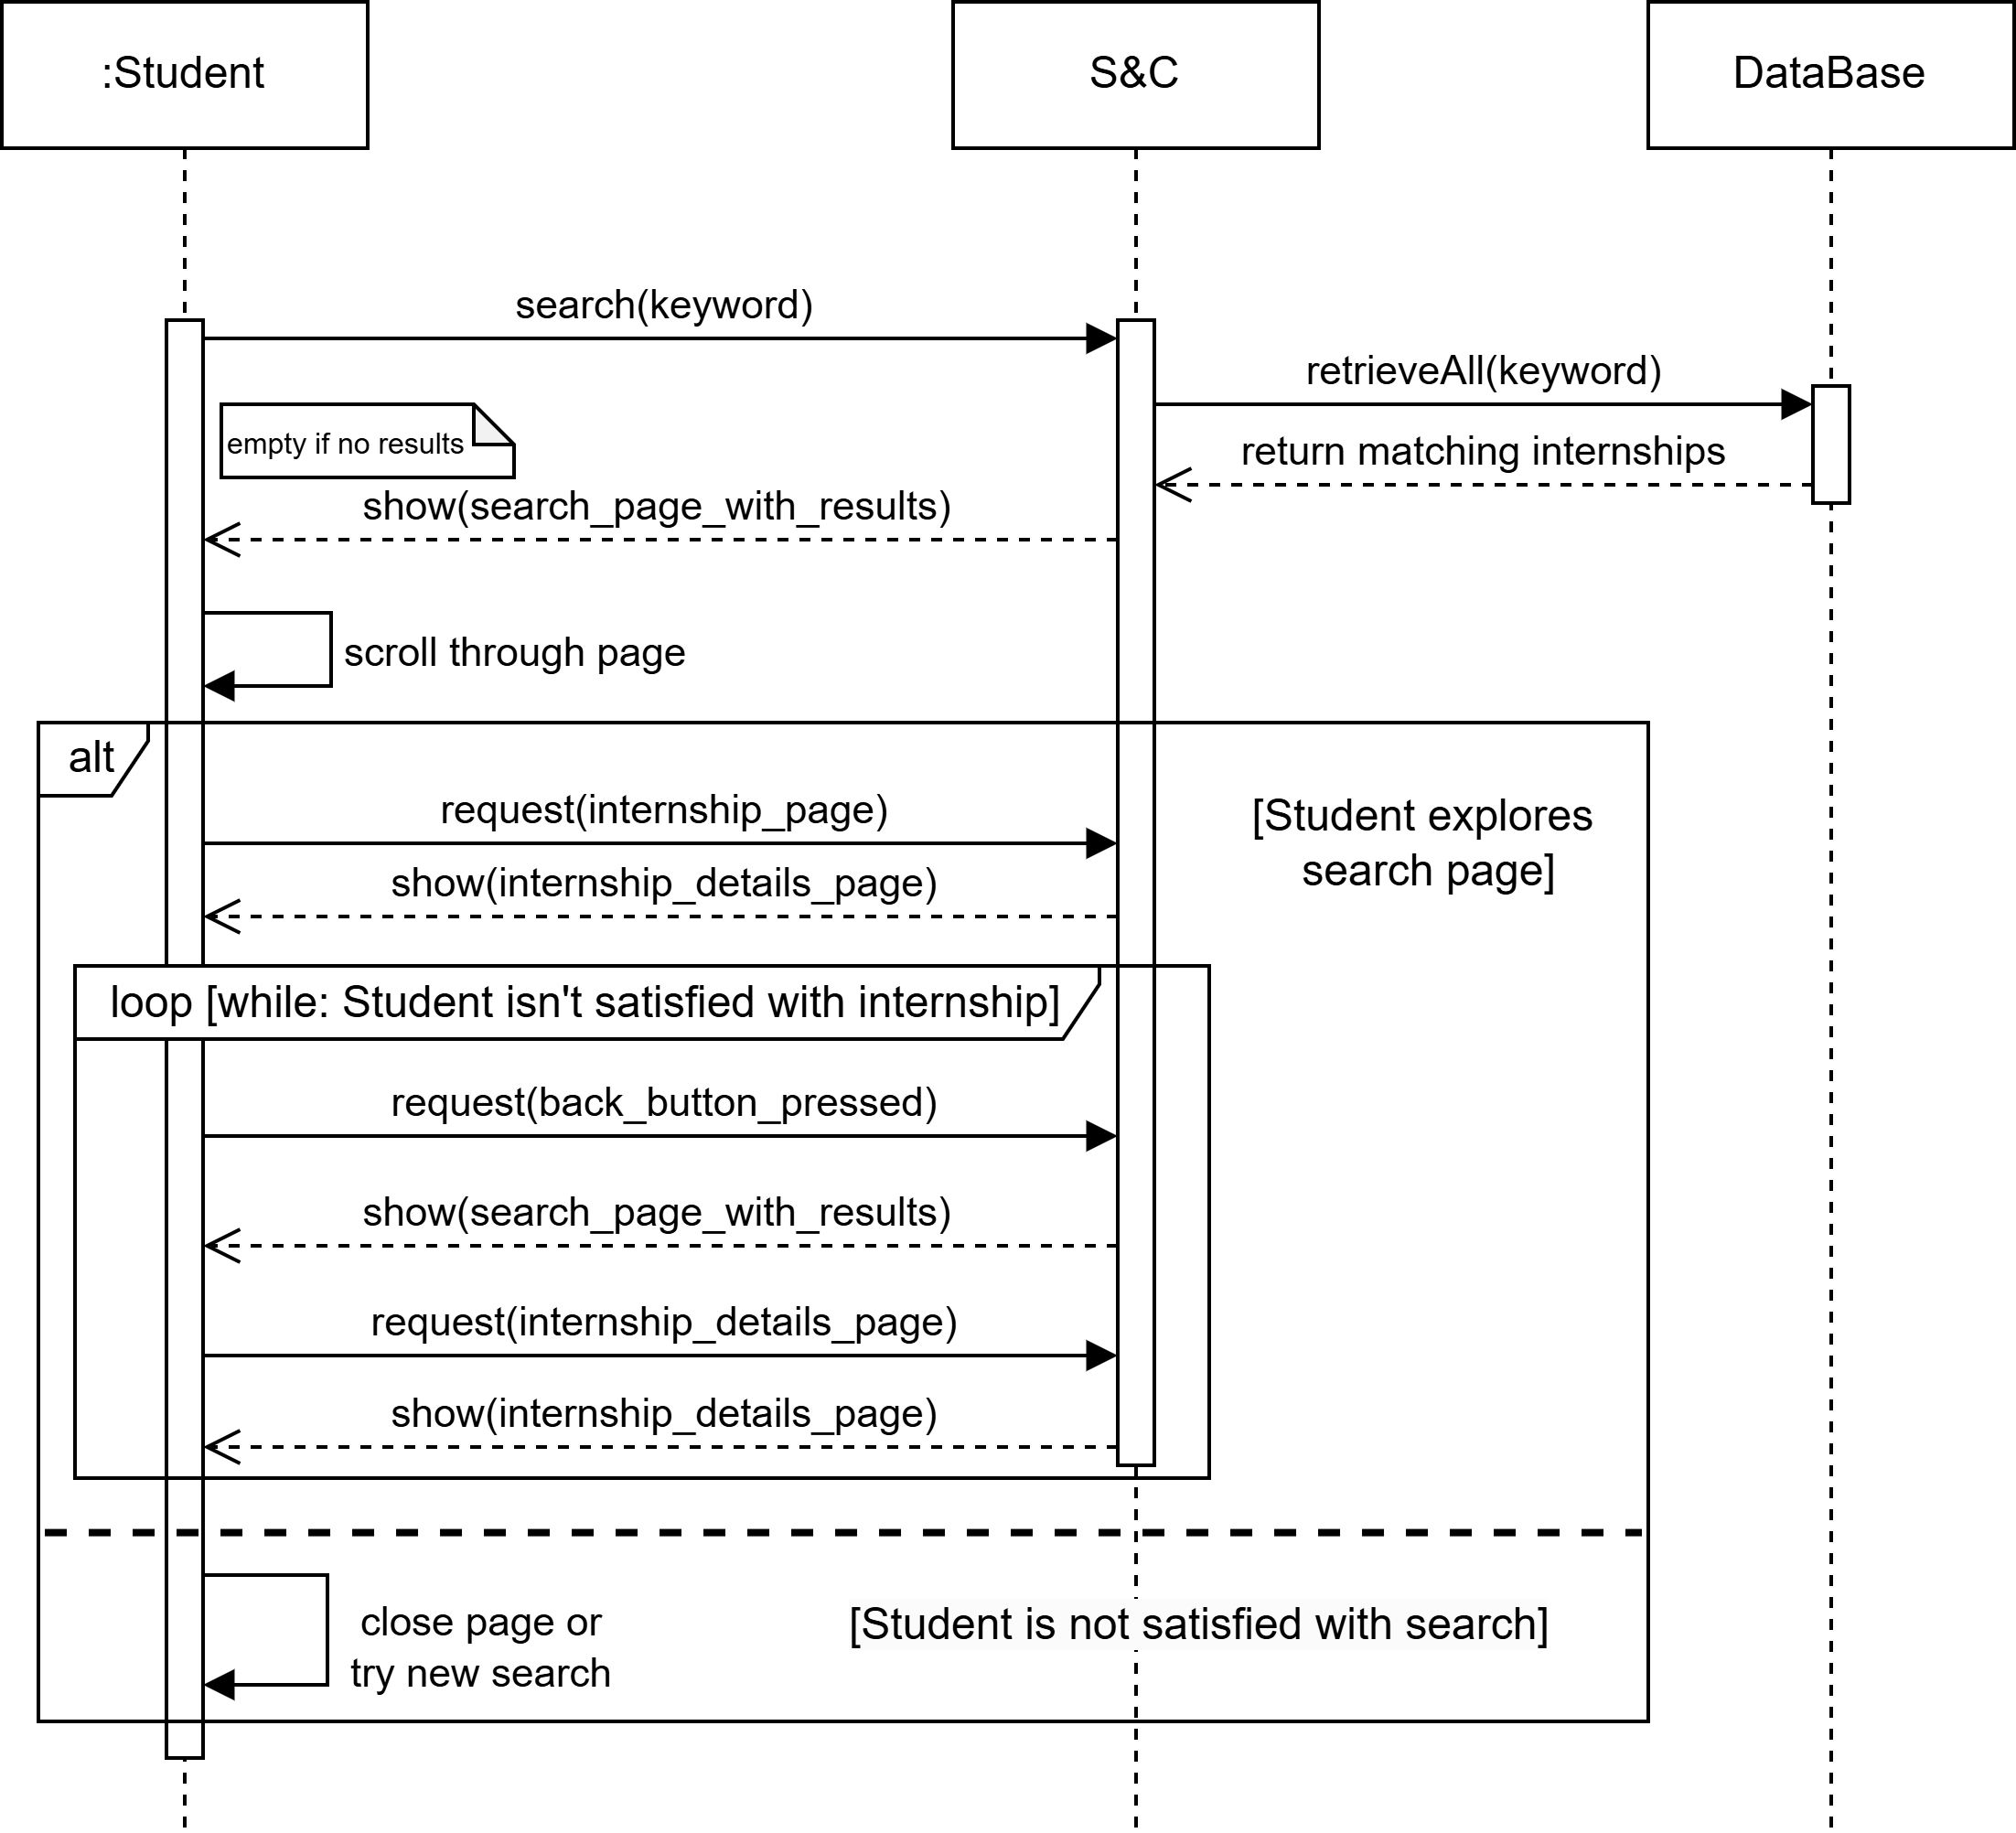 :Student
S&C
DataBase
search(keyword)
retrieveAll(keyword)
empty if no results
return matching internships
show(search_page_with_results)
scroll through page
alt
request(internship_page)
[Student explores
search page]
show(internship_details_page)
loop [while: Student isn't satisfied with internship]
request(back_button_pressed)
show(search_page_with_results)
request(internship_details_page)
show(internship_details_page)
close page or
try new search
[Student is not satisfied with search]